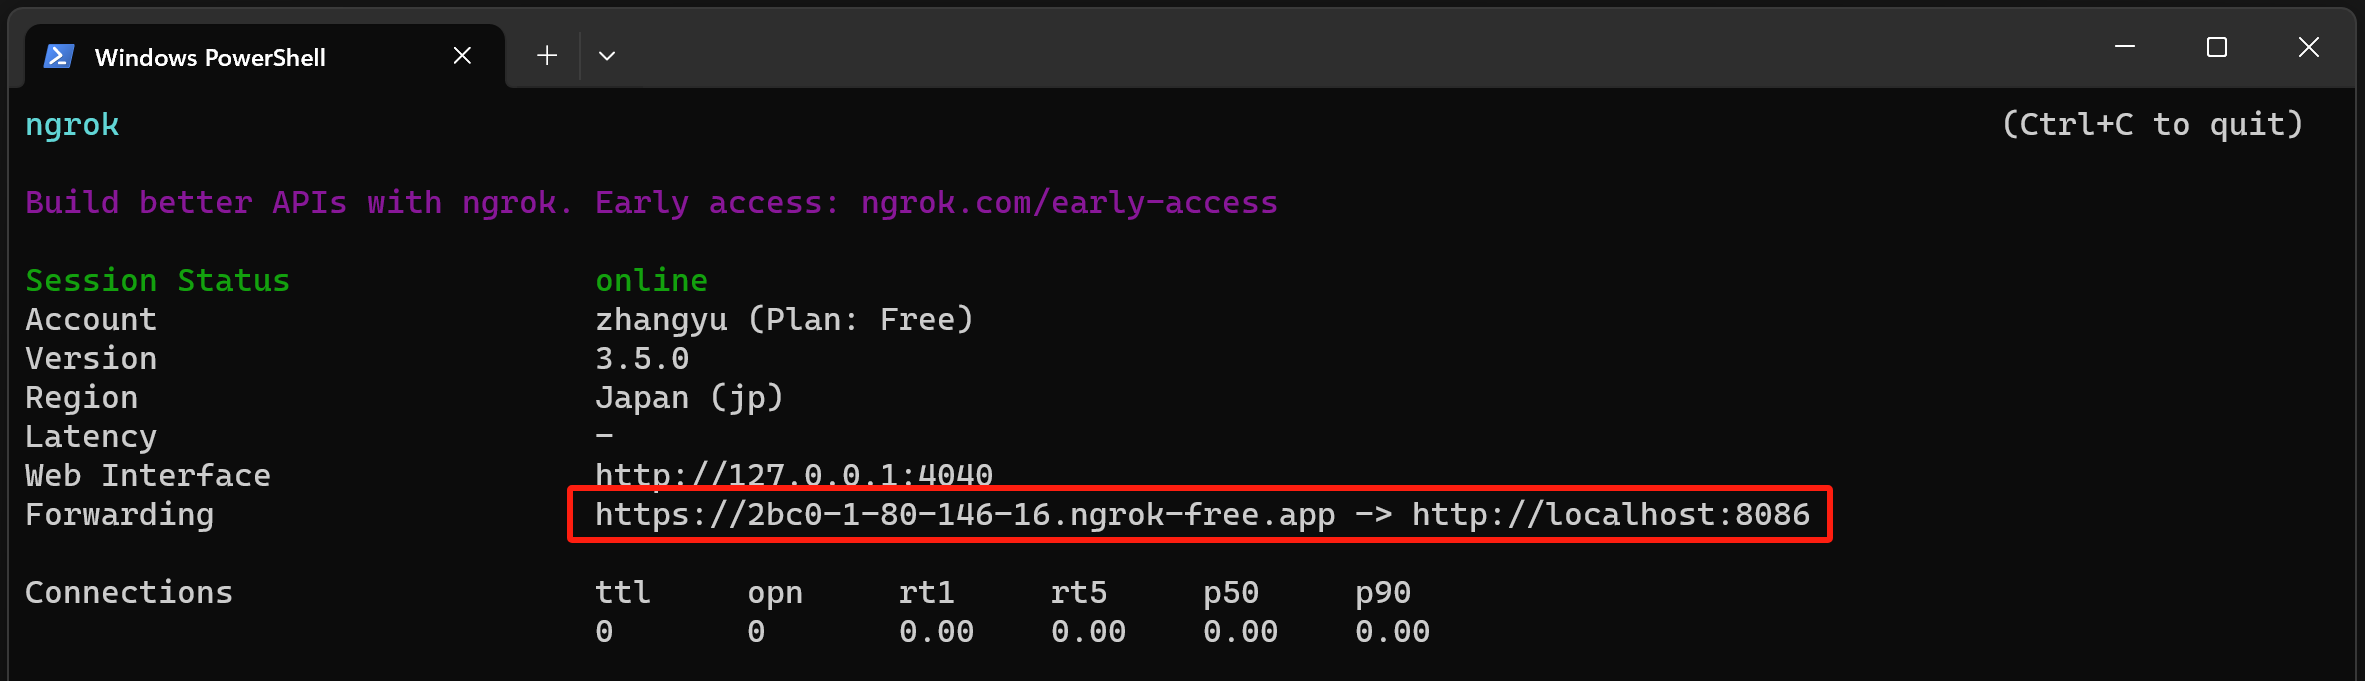 Windows PowerShell
ngrok (Ctrl+C to quit)
Build better APIs with ngrok. Early access: ngrok.com/early-access
Session Status online
Account zhangyu (Plan: Free)
Version 3.5.0
Region Japan (jp)
Latency -
Web Interface http://127.0.0.1:4040
Forwarding https://2bc0-1-80-146-16.ngrok-free.app -> http://localhost:8086
Connections ttl opn rt1 rt5 p50 p90
0 0 0.00 0.00 0.00 0.00